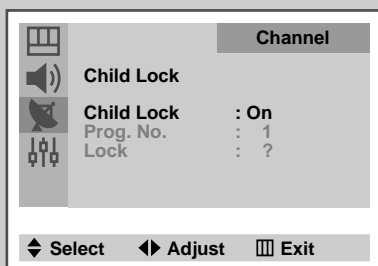 Channel
Child Lock
Child Lock : On
Prog. No. : 1
Lock : ?
Select Adjust Exit